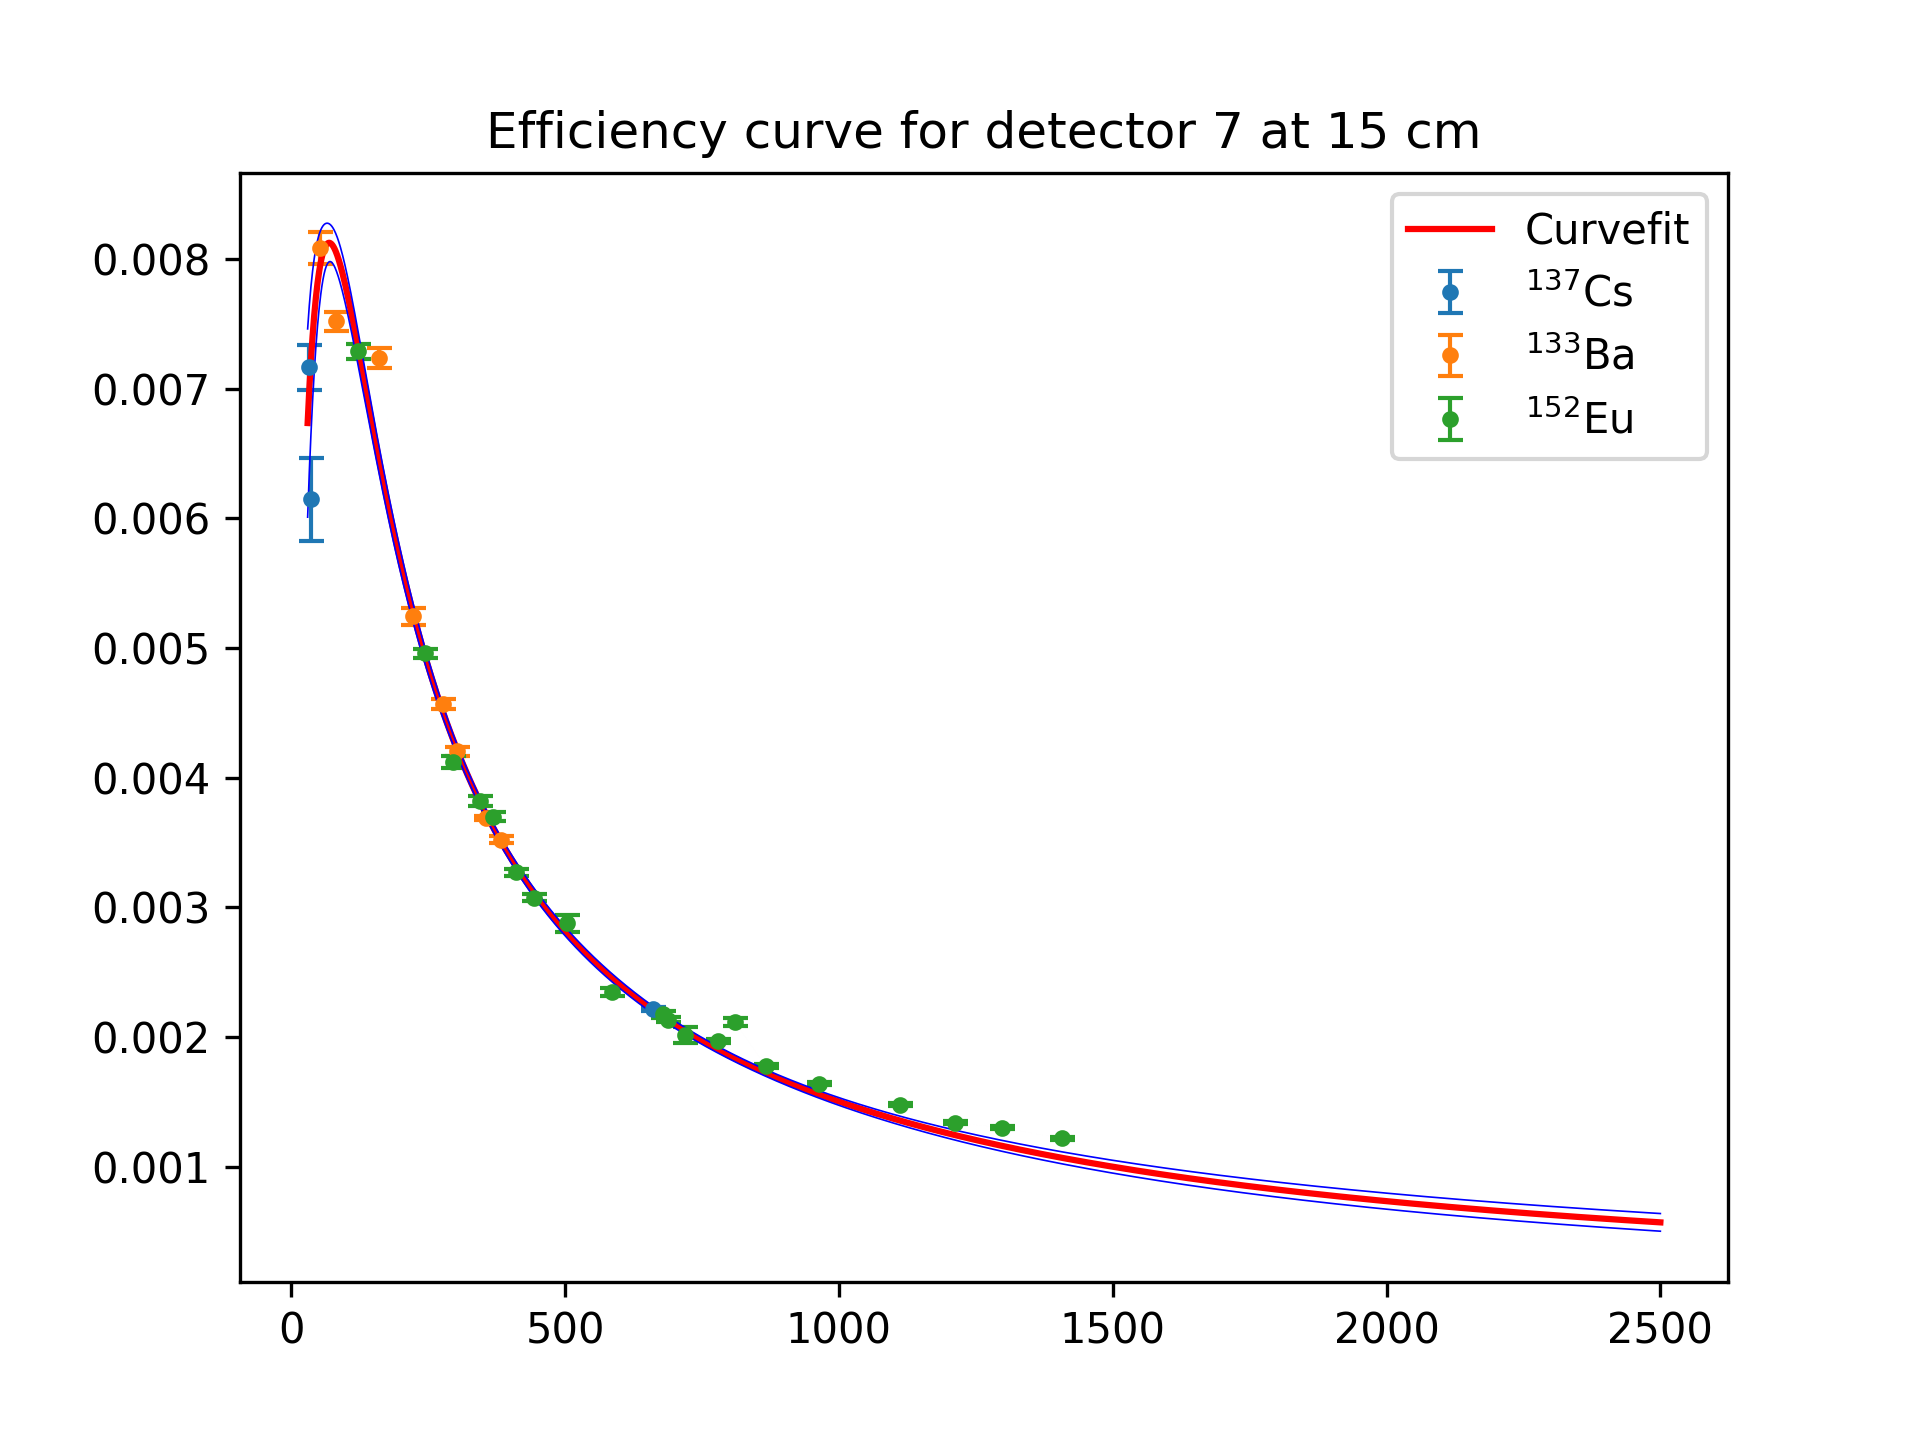 Efficiency curve for detector 7 at 15 cm
0.008
0.007
0.006
0.005
0.004
0.003
0.002
0.001
Curvefit
¹³⁷Cs
¹³³Ba
¹⁵²Eu
0 500 1000 1500 2000 2500